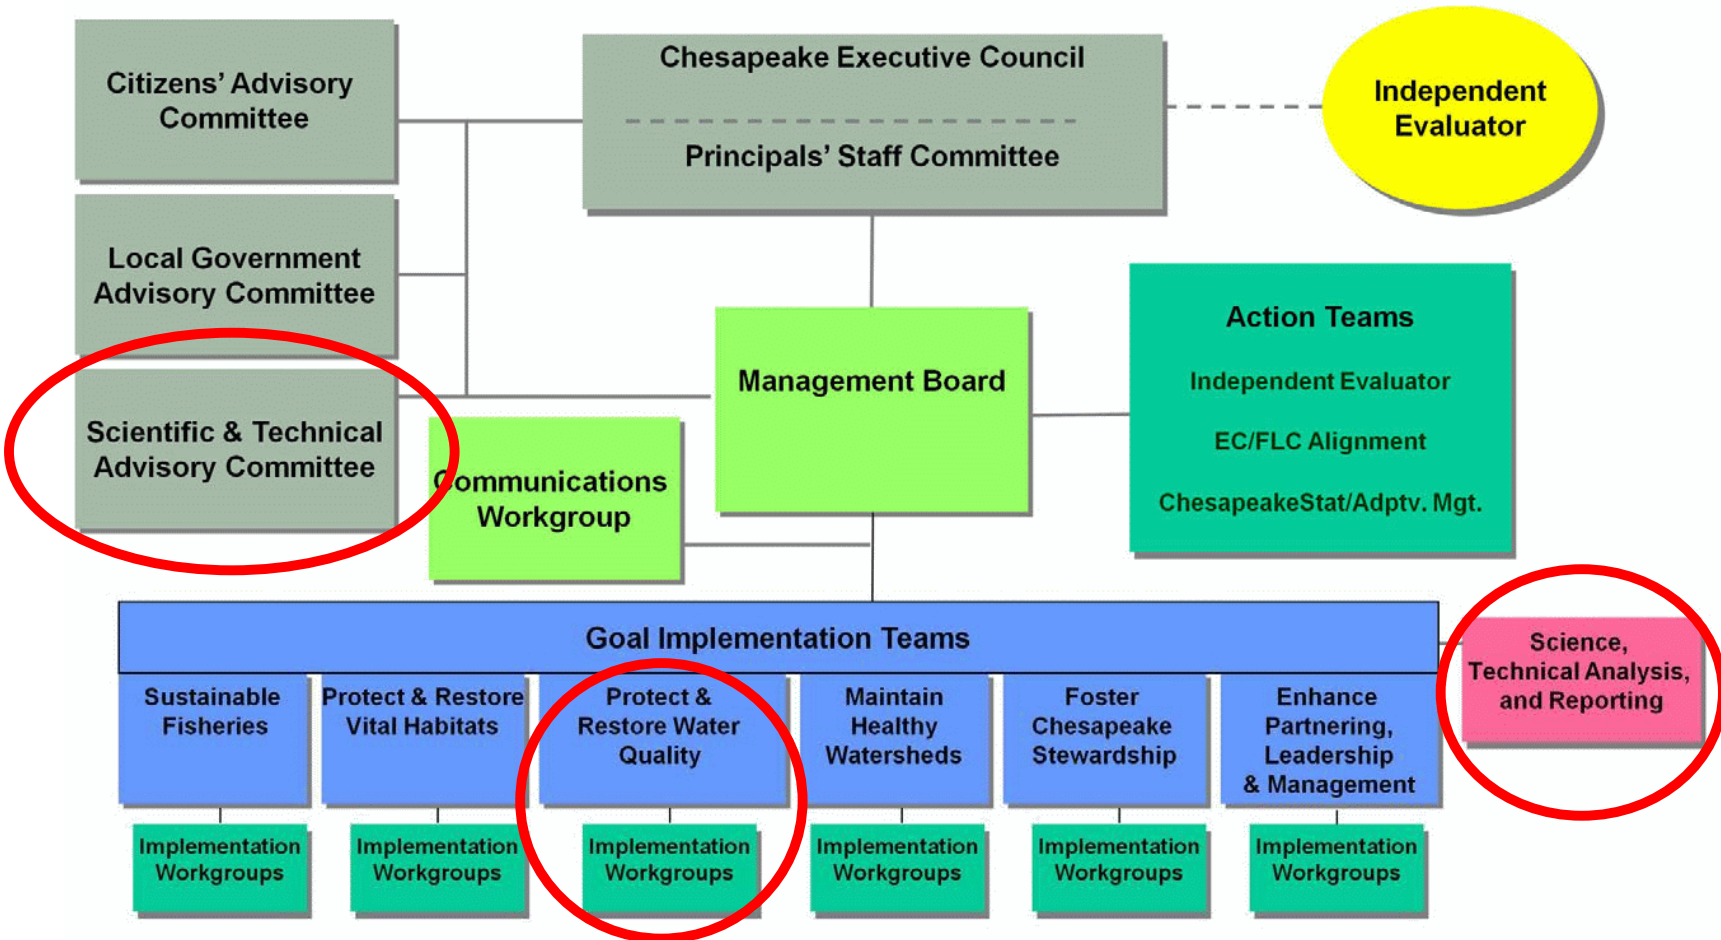 Citizens’ Advisory
Committee
Chesapeake Executive Council
Principals’ Staff Committee
Independent
Evaluator
Local Government
Advisory Committee
Scientific & Technical
Advisory Committee
Communications
Workgroup
Management Board
Action Teams
Independent Evaluator
EC/FLC Alignment
ChesapeakeStat/Adptv. Mgt.
Goal Implementation Teams
Science,
Technical Analysis,
and Reporting
Sustainable
Fisheries
Protect & Restore
Vital Habitats
Protect &
Restore Water
Quality
Maintain
Healthy
Watersheds
Foster
Chesapeake
Stewardship
Enhance
Partnering,
Leadership
& Management
Implementation
Workgroups
Implementation
Workgroups
Implementation
Workgroups
Implementation
Workgroups
Implementation
Workgroups
Implementation
Workgroups